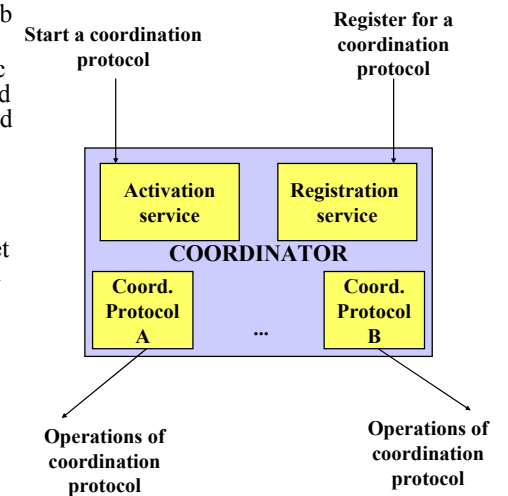 Start a coordination
protocol
Register for a
coordination
protocol
Activation
service
Registration
service
COORDINATOR
Coord.
Protocol
A
...
Coord.
Protocol
B
Operations of
coordination
protocol
Operations of
coordination
protocol